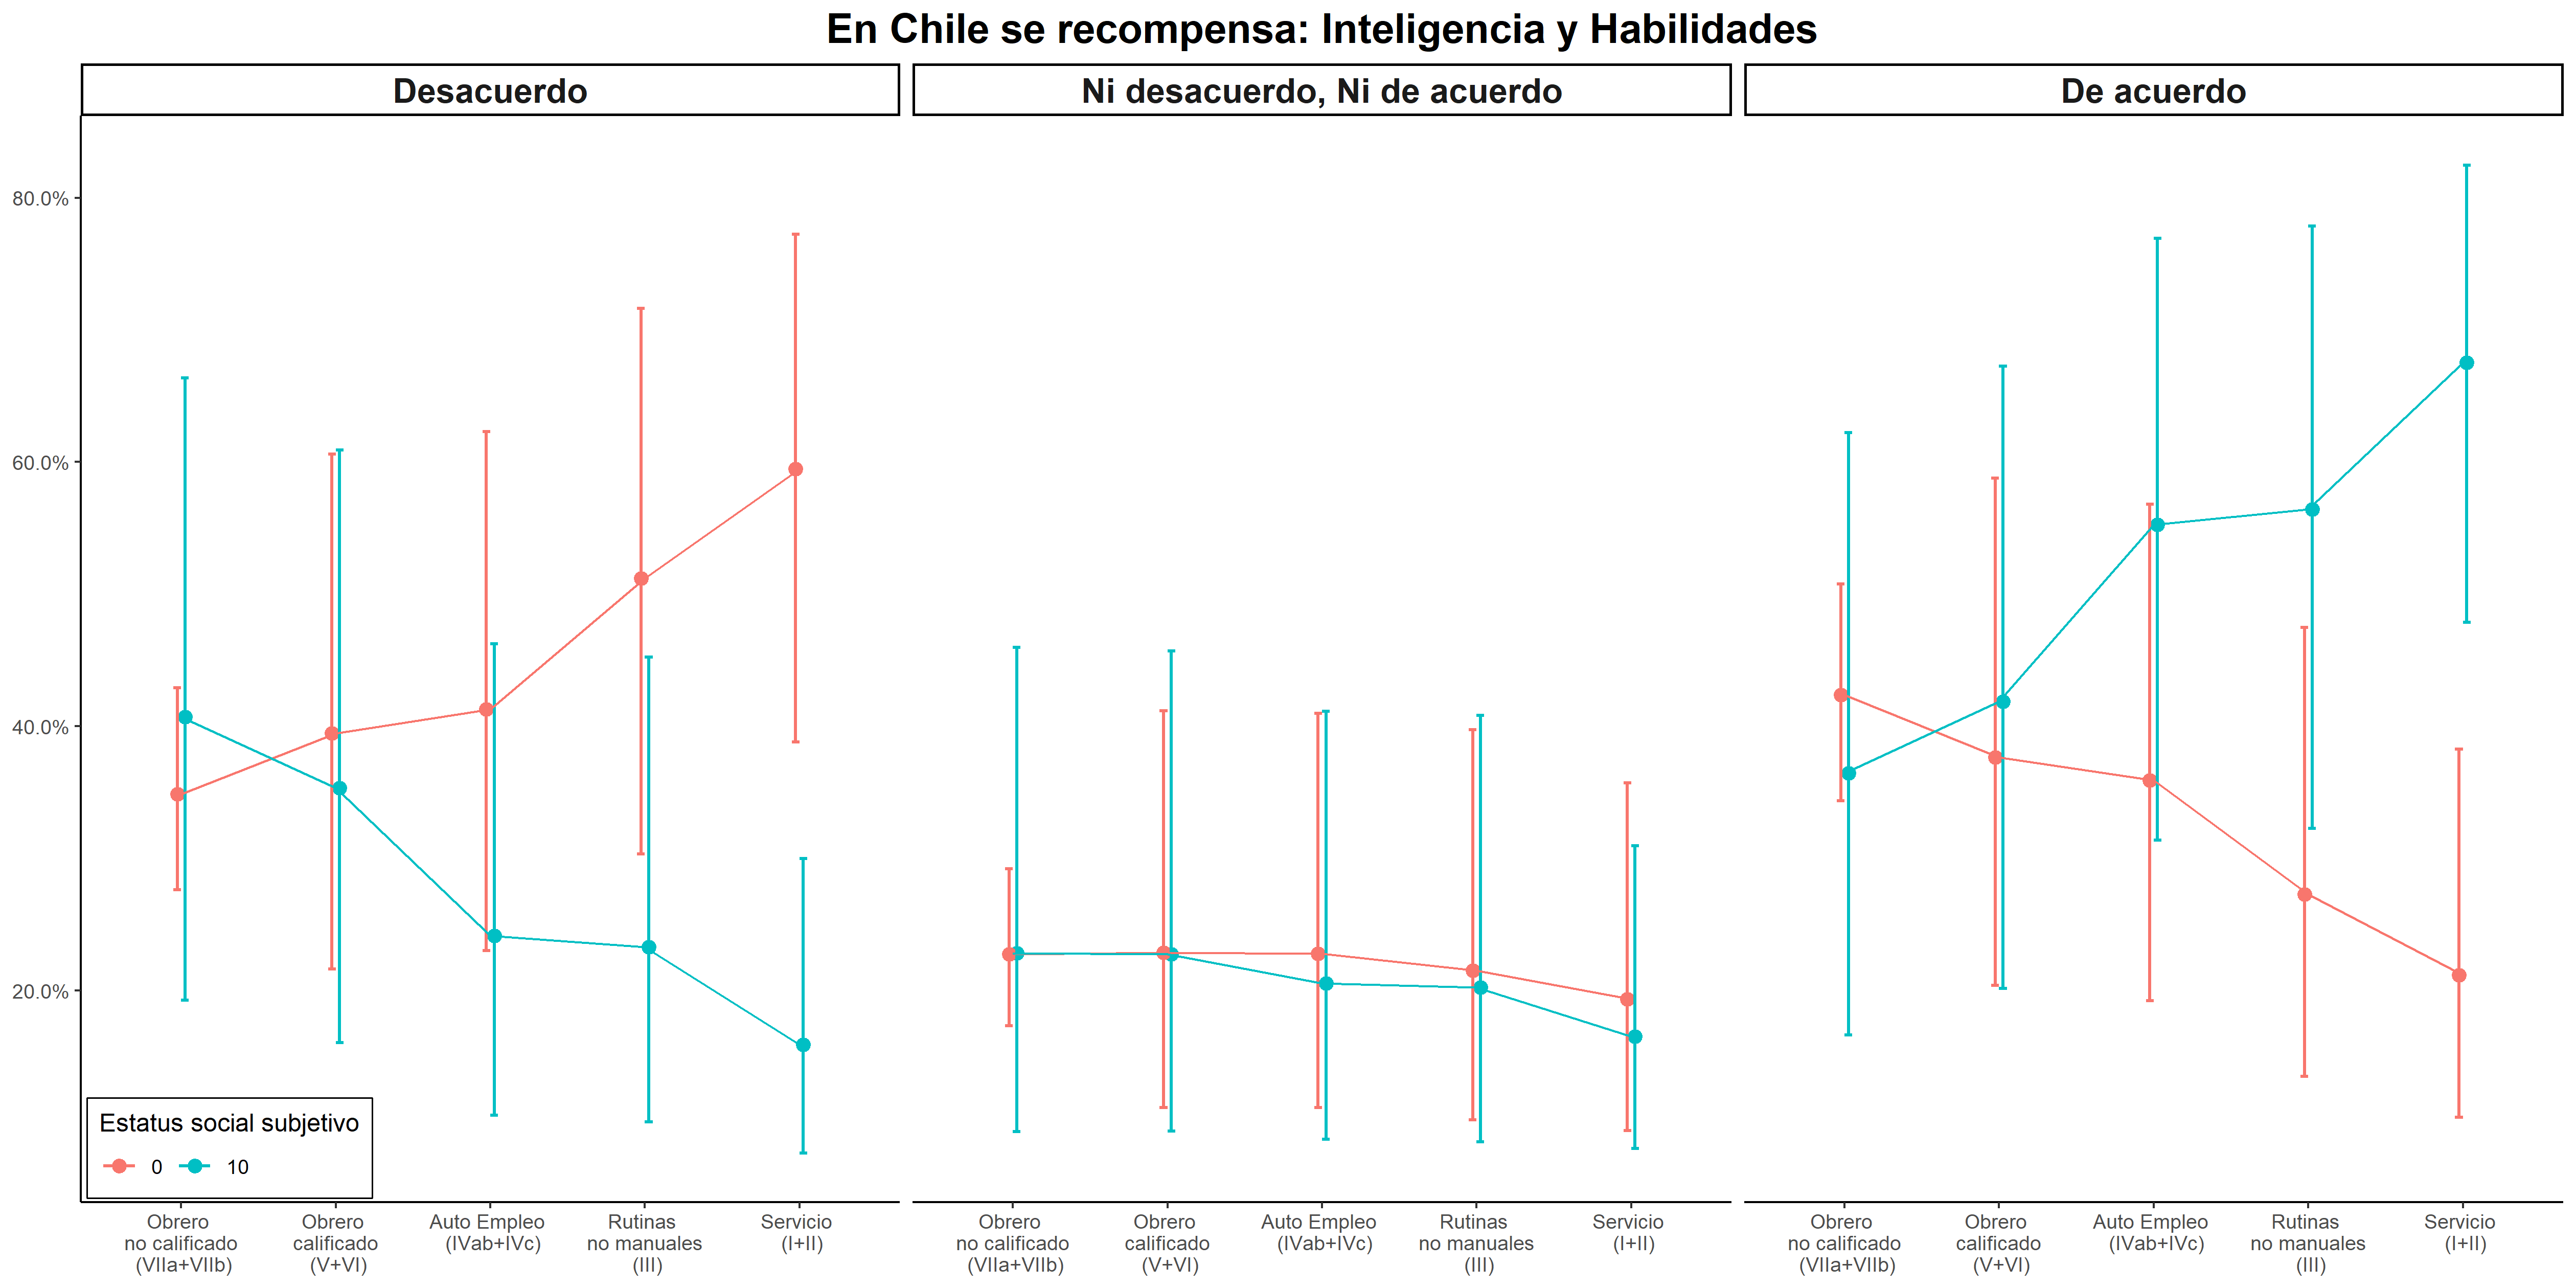 En Chile se recompensa: Inteligencia y Habilidades
Desacuerdo
Ni desacuerdo, Ni de acuerdo
De acuerdo
80.0%
60.0%
40.0%
20.0%
Estatus social subjetivo
0 10
Obrero
no calificado
(VIIa+VIIb)
Obrero
calificado
(V+VI)
Auto Empleo
(IVab+IVc)
Rutinas
no manuales
(III)
Servicio
(I+II)
Obrero
no calificado
(VIIa+VIIb)
Obrero
calificado
(V+VI)
Auto Empleo
(IVab+IVc)
Rutinas
no manuales
(III)
Servicio
(I+II)
Obrero
no calificado
(VIIa+VIIb)
Obrero
calificado
(V+VI)
Auto Empleo
(IVab+IVc)
Rutinas
no manuales
(III)
Servicio
(I+II)